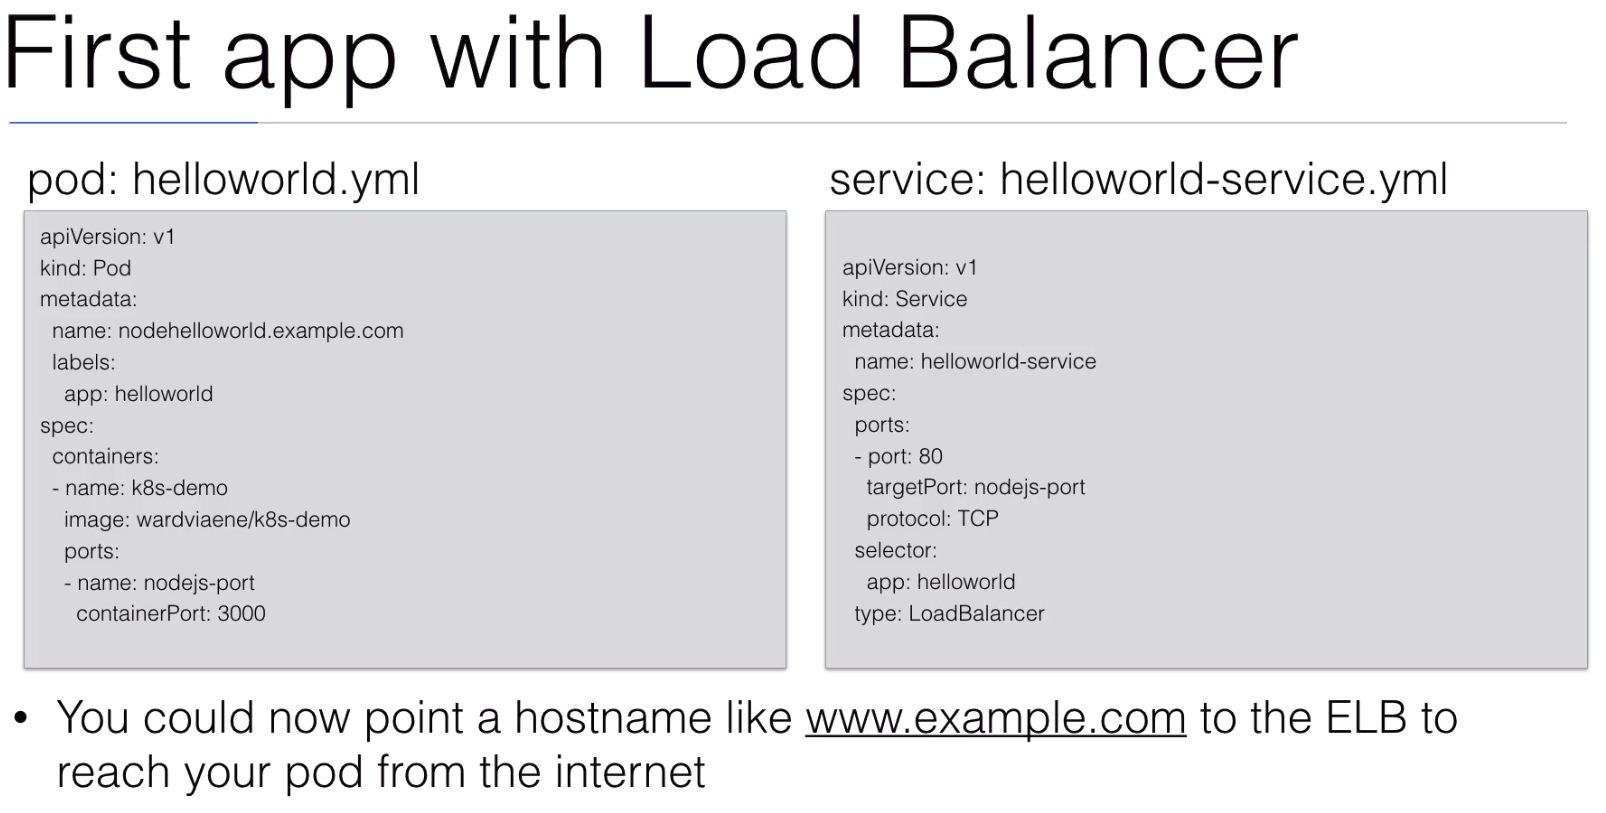 First app with Load Balancer
pod: helloworld.yml
apiVersion: v1
kind: Pod
metadata:
  name: nodehelloworld.example.com
  labels:
    app: helloworld
spec:
  containers:
  - name: k8s-demo
    image: wardviaene/k8s-demo
    ports:
    - name: nodejs-port
      containerPort: 3000
service: helloworld-service.yml
apiVersion: v1
kind: Service
metadata:
  name: helloworld-service
spec:
  ports:
  - port: 80
    targetPort: nodejs-port
    protocol: TCP
  selector:
    app: helloworld
  type: LoadBalancer
• You could now point a hostname like www.example.com to the ELB to
reach your pod from the internet